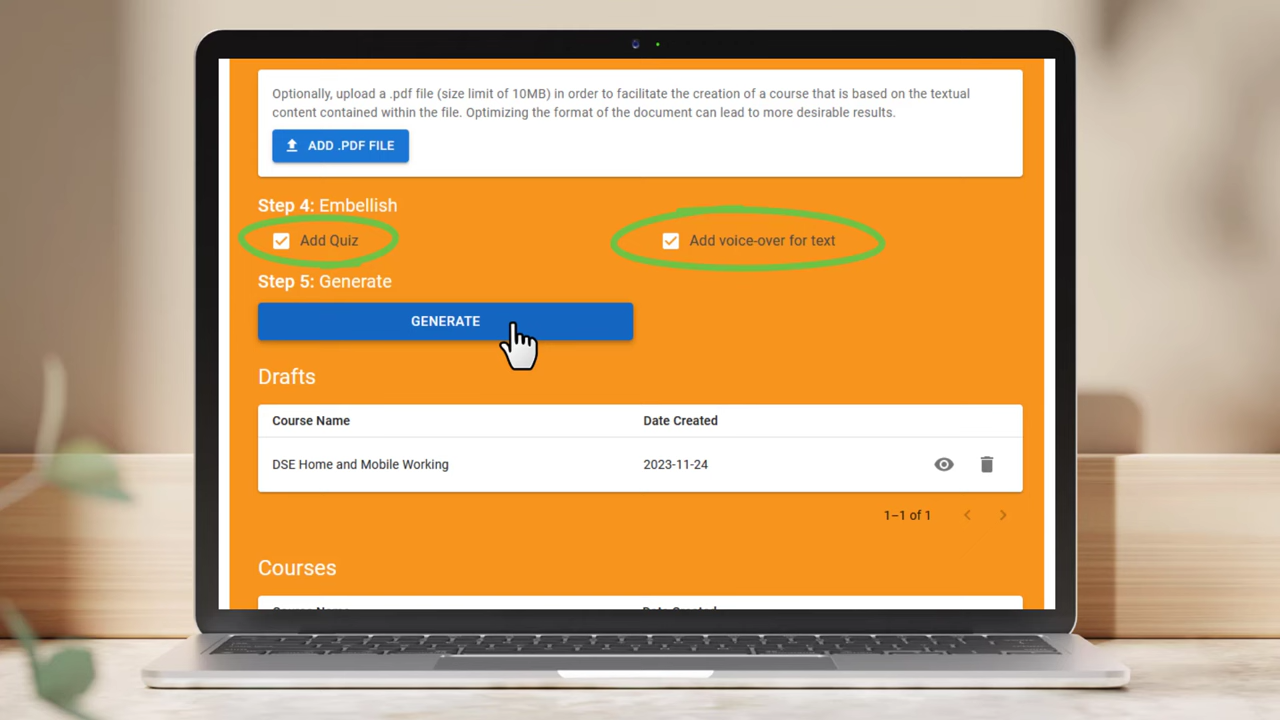 Optionally, upload a .pdf file (size limit of 10MB) in order to facilitate the creation of a course that is based on the textual
content contained within the file. Optimizing the format of the document can lead to more desirable results.
ADD .PDF FILE
Step 4: Embellish
Add Quiz
Add voice-over for text
Step 5: Generate
GENERATE
Drafts
Course Name Date Created
DSE Home and Mobile Working 2023-11-24
1–1 of 1
Courses